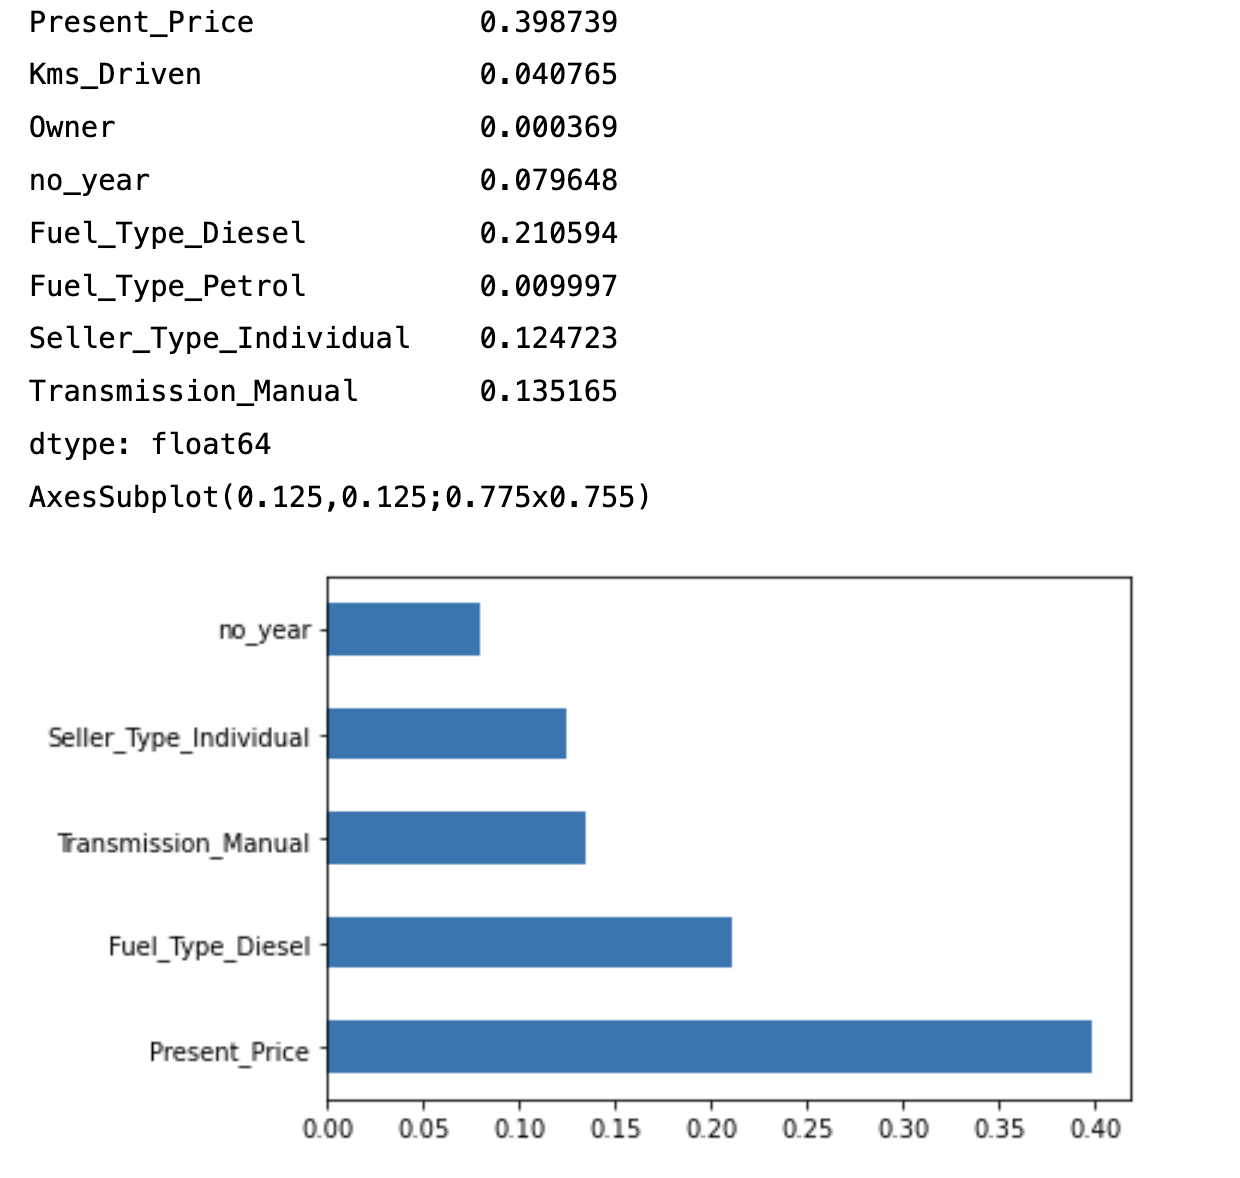 Present_Price 0.398739
Kms_Driven 0.040765
Owner 0.000369
no_year 0.079648
Fuel_Type_Diesel 0.210594
Fuel_Type_Petrol 0.009997
Seller_Type_Individual 0.124723
Transmission_Manual 0.135165
dtype: float64
AxesSubplot(0.125,0.125;0.775x0.755)
no_year
Seller_Type_Individual
Transmission_Manual
Fuel_Type_Diesel
Present_Price
0.00 0.05 0.10 0.15 0.20 0.25 0.30 0.35 0.40